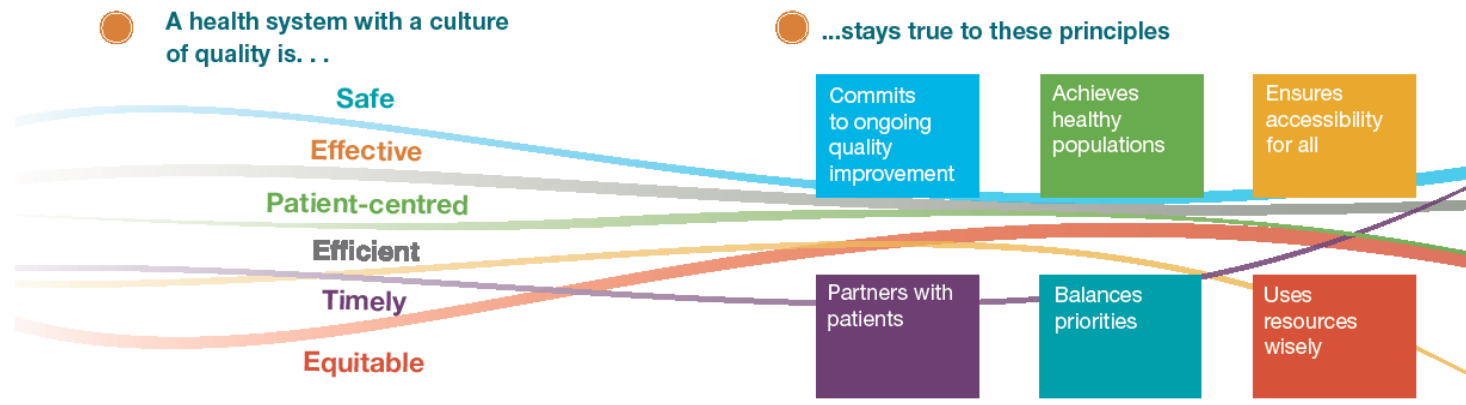 A health system with a culture
of quality is. . .
Safe
Effective
Patient-centred
Efficient
Timely
Equitable
...stays true to these principles
Commits
to ongoing
quality
improvement
Achieves
healthy
populations
Ensures
accessibility
for all
Partners with
patients
Balances
priorities
Uses
resources
wisely